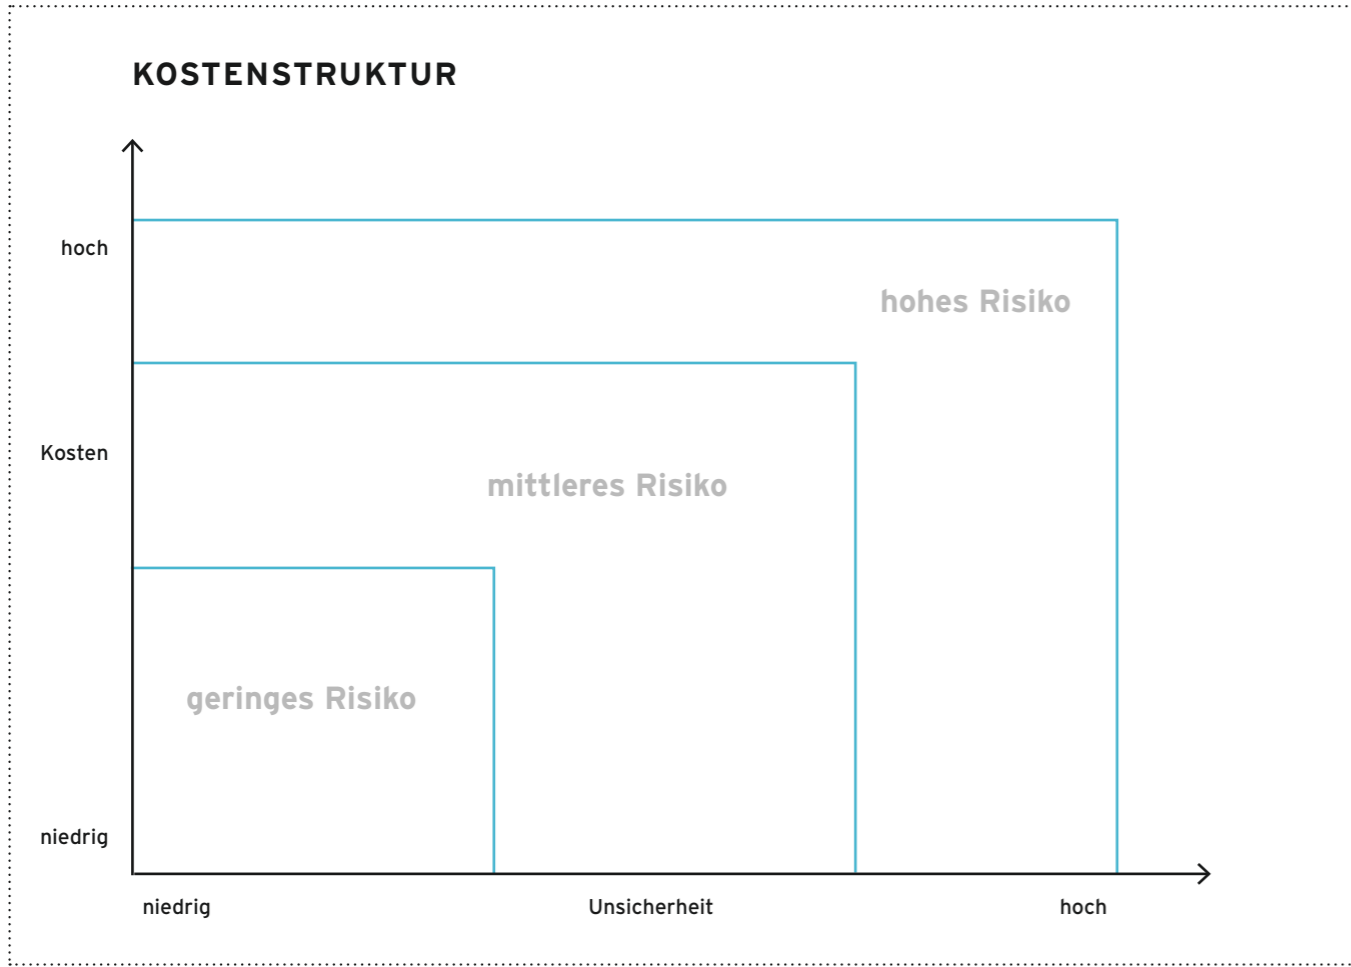 KOSTENSTRUKTUR
hoch
hohes Risiko
Kosten
mittleres Risiko
geringes Risiko
niedrig
niedrig
Unsicherheit
hoch